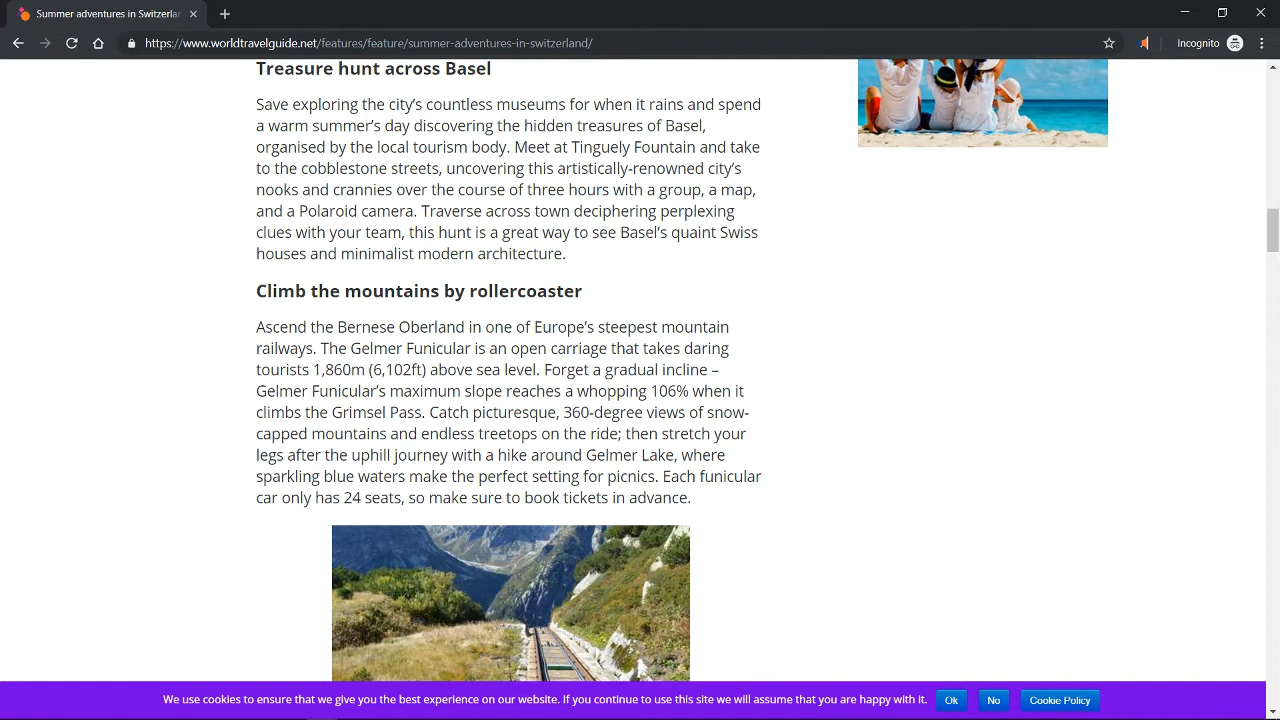 Summer adventures in Switzerlan
https://www.worldtravelguide.net/features/feature/summer-adventures-in-switzerland/
Incognito
Treasure hunt across Basel
Save exploring the city's countless museums for when it rains and spend
a warm summer's day discovering the hidden treasures of Basel,
organised by the local tourism body. Meet at Tinguely Fountain and take
to the cobblestone streets, uncovering this artistically-renowned city's
nooks and crannies over the course of three hours with a group, a map,
and a Polaroid camera. Traverse across town deciphering perplexing
clues with your team, this hunt is a great way to see Basel's quaint Swiss
houses and minimalist modern architecture.
Climb the mountains by rollercoaster
Ascend the Bernese Oberland in one of Europe's steepest mountain
railways. The Gelmer Funicular is an open carriage that takes daring
tourists 1,860m (6,102ft) above sea level. Forget a gradual incline –
Gelmer Funicular's maximum slope reaches a whopping 106% when it
climbs the Grimsel Pass. Catch picturesque, 360-degree views of snow-
capped mountains and endless treetops on the ride; then stretch your
legs after the uphill journey with a hike around Gelmer Lake, where
sparkling blue waters make the perfect setting for picnics. Each funicular
car only has 24 seats, so make sure to book tickets in advance.
We use cookies to ensure that we give you the best experience on our website. If you continue to use this site we will assume that you are happy with it. Ok No Cookie Policy